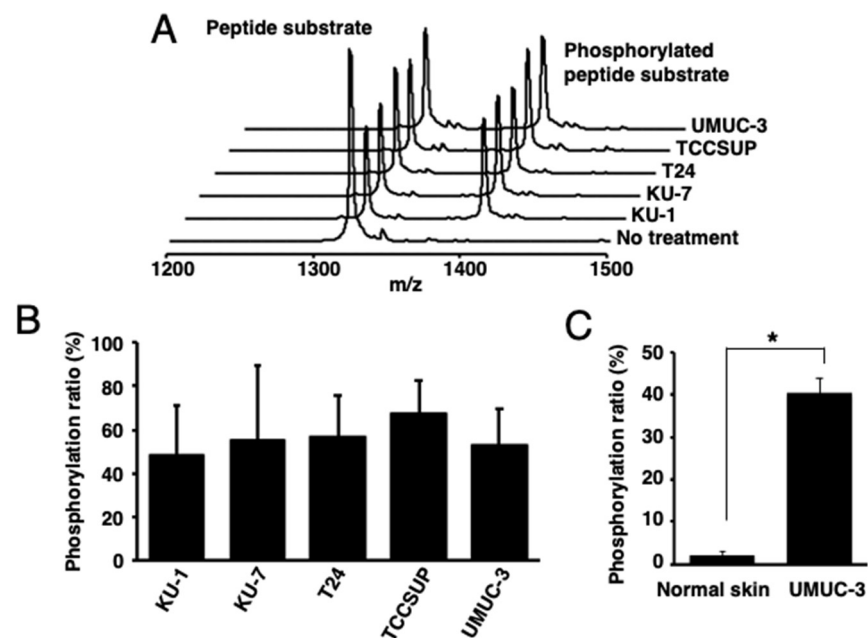 A
Peptide substrate
Phosphorylated
peptide substrate
UMUC-3
TCCSUP
T24
KU-7
KU-1
No treatment
1200 1300 1400 1500
m/z
B
Phosphorylation ratio (%)
100
80
60
40
20
0
KU-1 KU-7 T24 TCCSUP UMUC-3
C
Phosphorylation ratio (%)
50
40
30
20
10
0
*
Normal skin UMUC-3